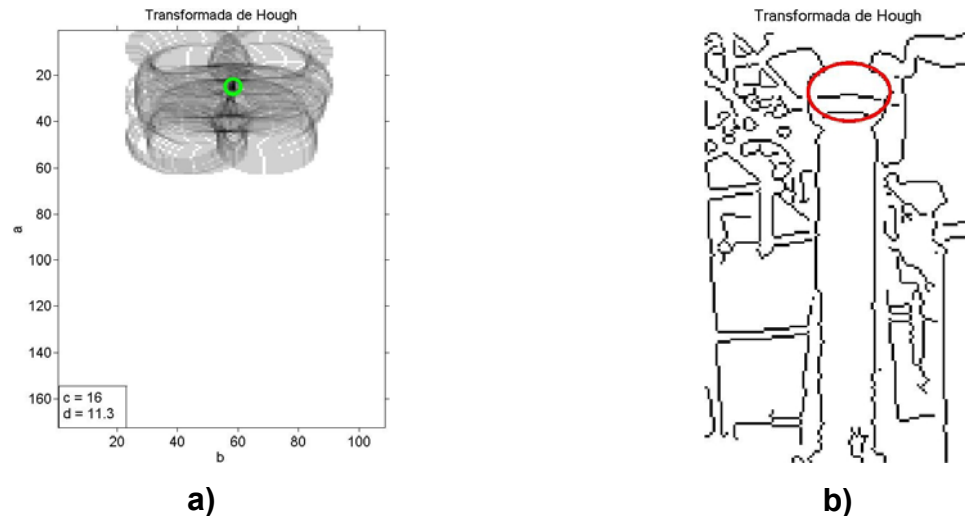 Transformada de Hough
20
40
60
80
100
120
140
160
a
c = 16
d = 11.3
20 40 60 80 100
b
a)
Transformada de Hough
b)